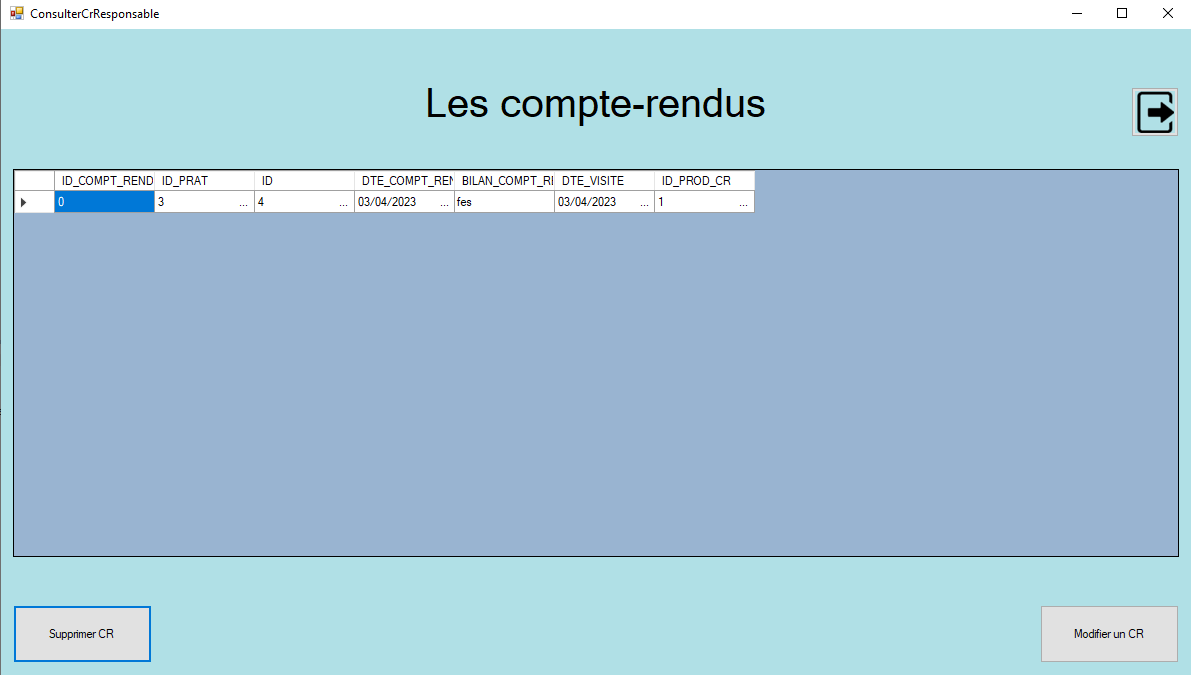 ConsulterCrResponsable
Les compte-rendus
ID_COMPT_REND ID_PRAT ID DTE_COMPT_REN BILAN_COMPT_RI DTE_VISITE ID_PROD_CR
0 3 ... 4 ... 03/04/2023 ... fes 03/04/2023 ... 1 ...
Supprimer CR Modifier un CR